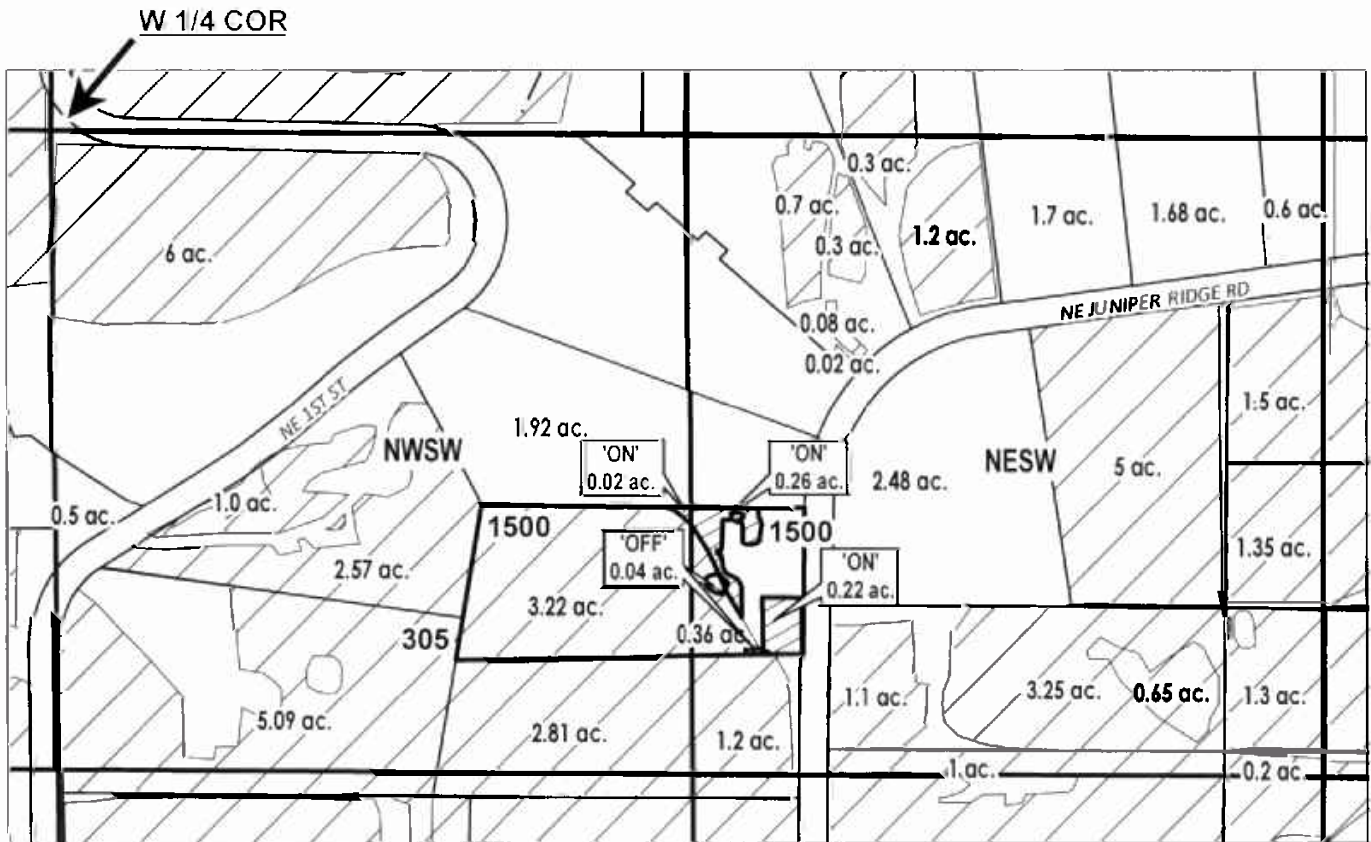 W 1/4 COR
0.3 ac.
0.7 ac.
0.3 ac.
1.2 ac.
1.7 ac.
1.68 ac.
0.6 ac.
6 ac.
NE JUNIPER RIDGE RD
0.08 ac.
0.02 ac.
NE 1ST ST
1.5 ac.
1.92 ac.
NWSW
'ON'
0.02 ac.
'ON'
0.26 ac.
2.48 ac.
NESW
5 ac.
0.5 ac.
1.0 ac.
1500
1500
'OFF'
0.04 ac.
'ON'
0.22 ac.
1.35 ac.
2.57 ac.
3.22 ac.
305
0.36 ac
1.1 ac.
3.25 ac.
0.65 ac.
1.3 ac.
5.09 ac.
2.81 ac.
1.2 ac.
1 ac.
0.2 ac.